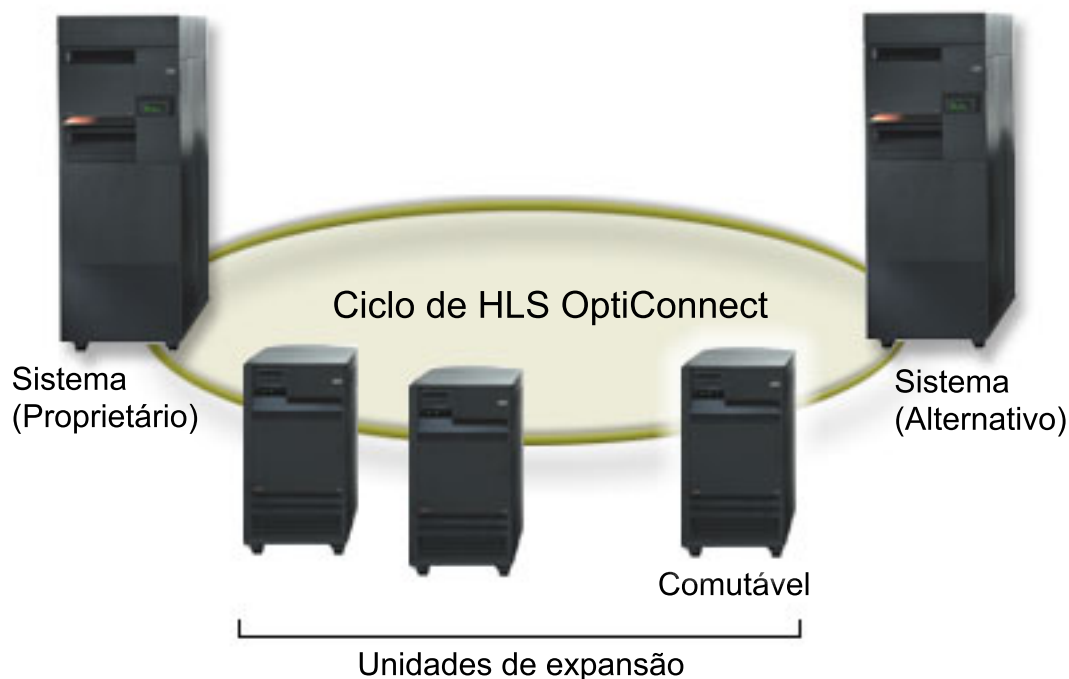 Ciclo de HLS OptiConnect
Sistema
(Proprietário)
Sistema
(Alternativo)
Comutável
Unidades de expansão